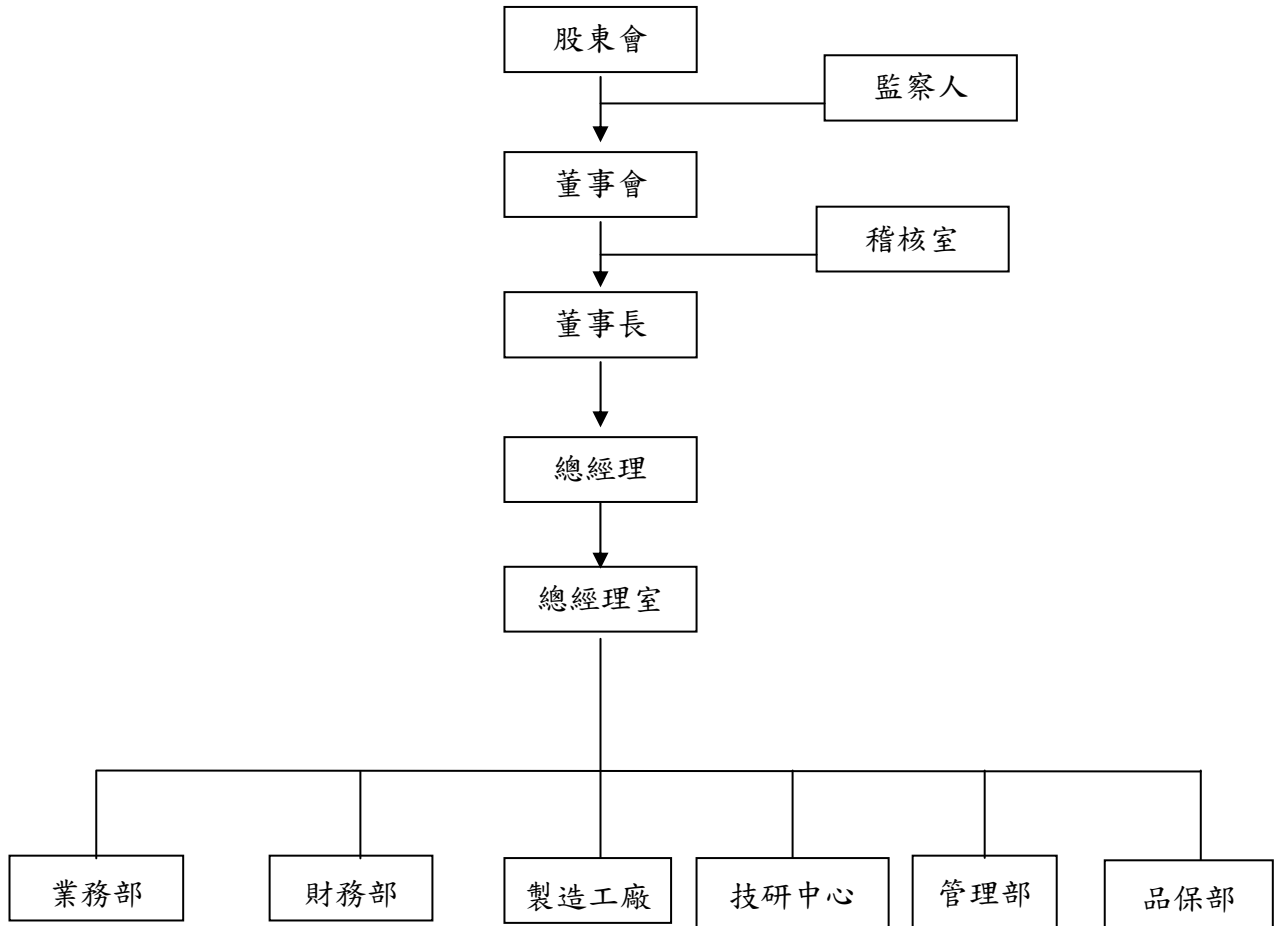 股東會
監察人
董事會
稽核室
董事長
總經理
總經理室
業務部
財務部
製造工廠
技研中心
管理部
品保部